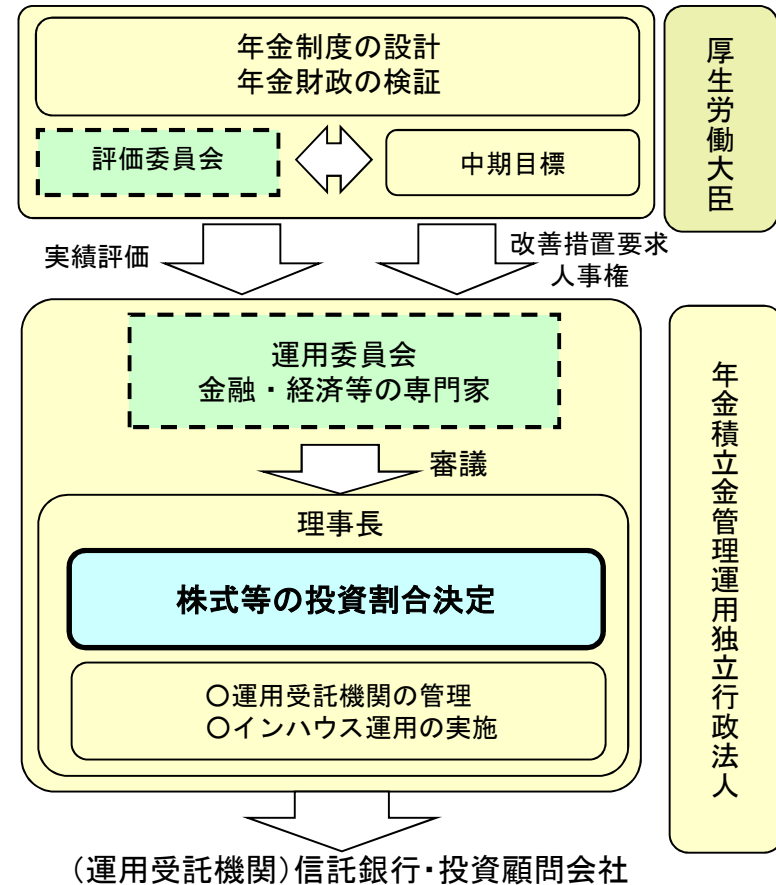 年金制度の設計
年金財政の検証
厚生労働大臣
評価委員会
中期目標
実績評価
改善措置要求
人事権
運用委員会
金融・経済等の専門家
年金積立金管理運用独立行政法人
審議
理事長
株式等の投資割合決定
○運用受託機関の管理
○インハウス運用の実施
(運用受託機関)信託銀行・投資顧問会社